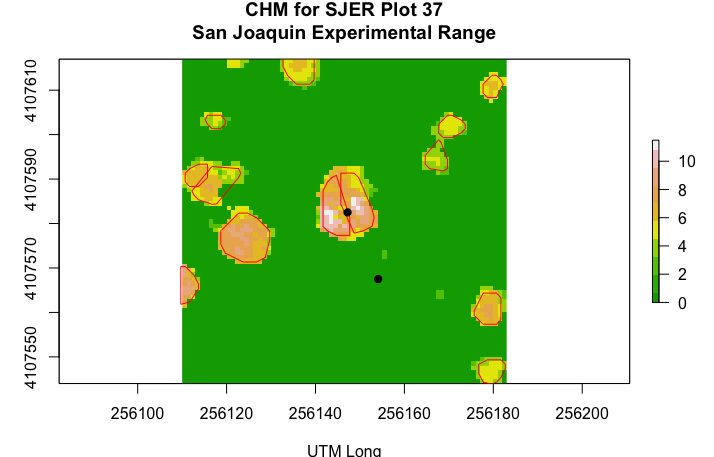 CHM for SJER Plot 37
San Joaquin Experimental Range
4107610
4107590
4107570
4107550
10
8
6
4
2
0
256100 256120 256140 256160 256180 256200
UTM Long